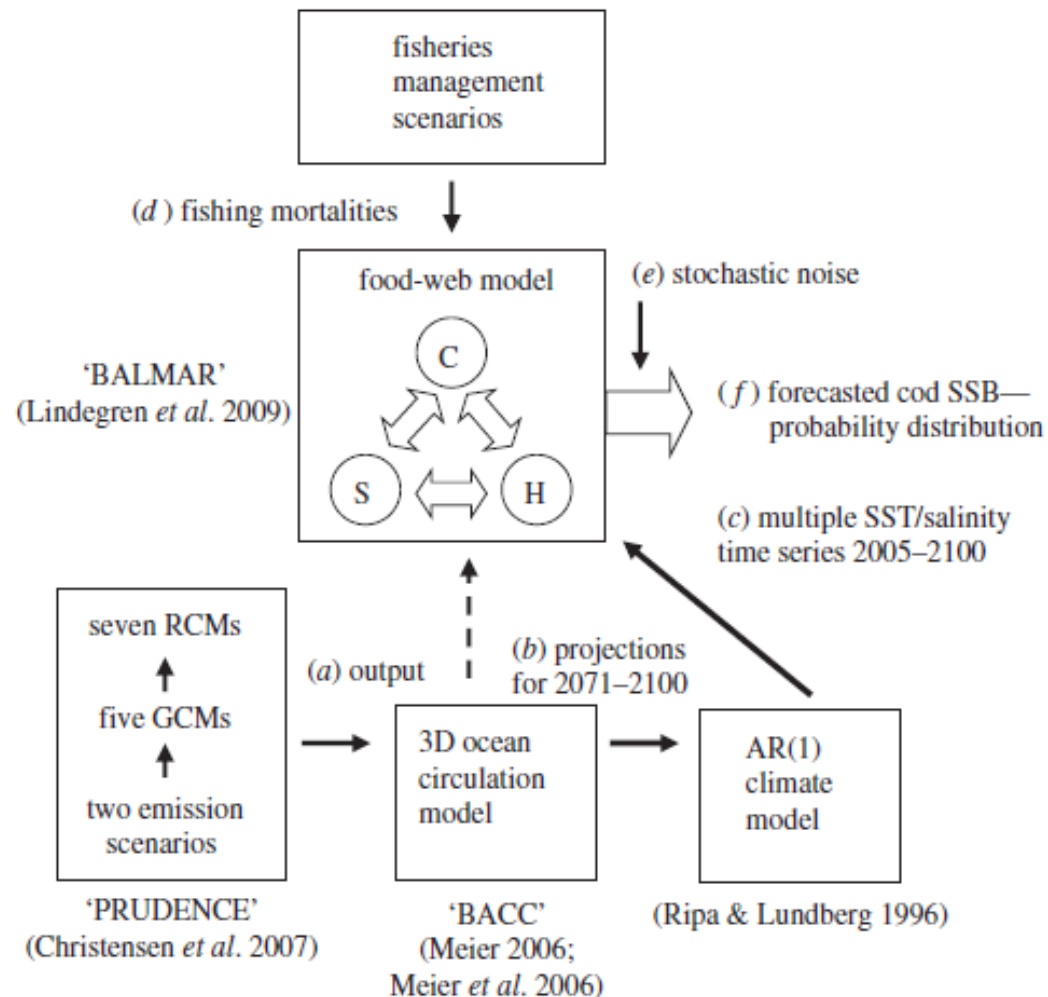 fisheries
management
scenarios
(d) fishing mortalities
food-web model
(e) stochastic noise
C
'BALMAR'
(Lindegren et al. 2009)
(f) forecasted cod SSB—
probability distribution
S
H
(c) multiple SST/salinity
time series 2005–2100
seven RCMs
five GCMs
two emission
scenarios
(a) output
(b) projections
for 2071–2100
3D ocean
circulation
model
AR(1)
climate
model
'PRUDENCE'
(Christensen et al. 2007)
'BACC'
(Meier 2006;
Meier et al. 2006)
(Ripa & Lundberg 1996)